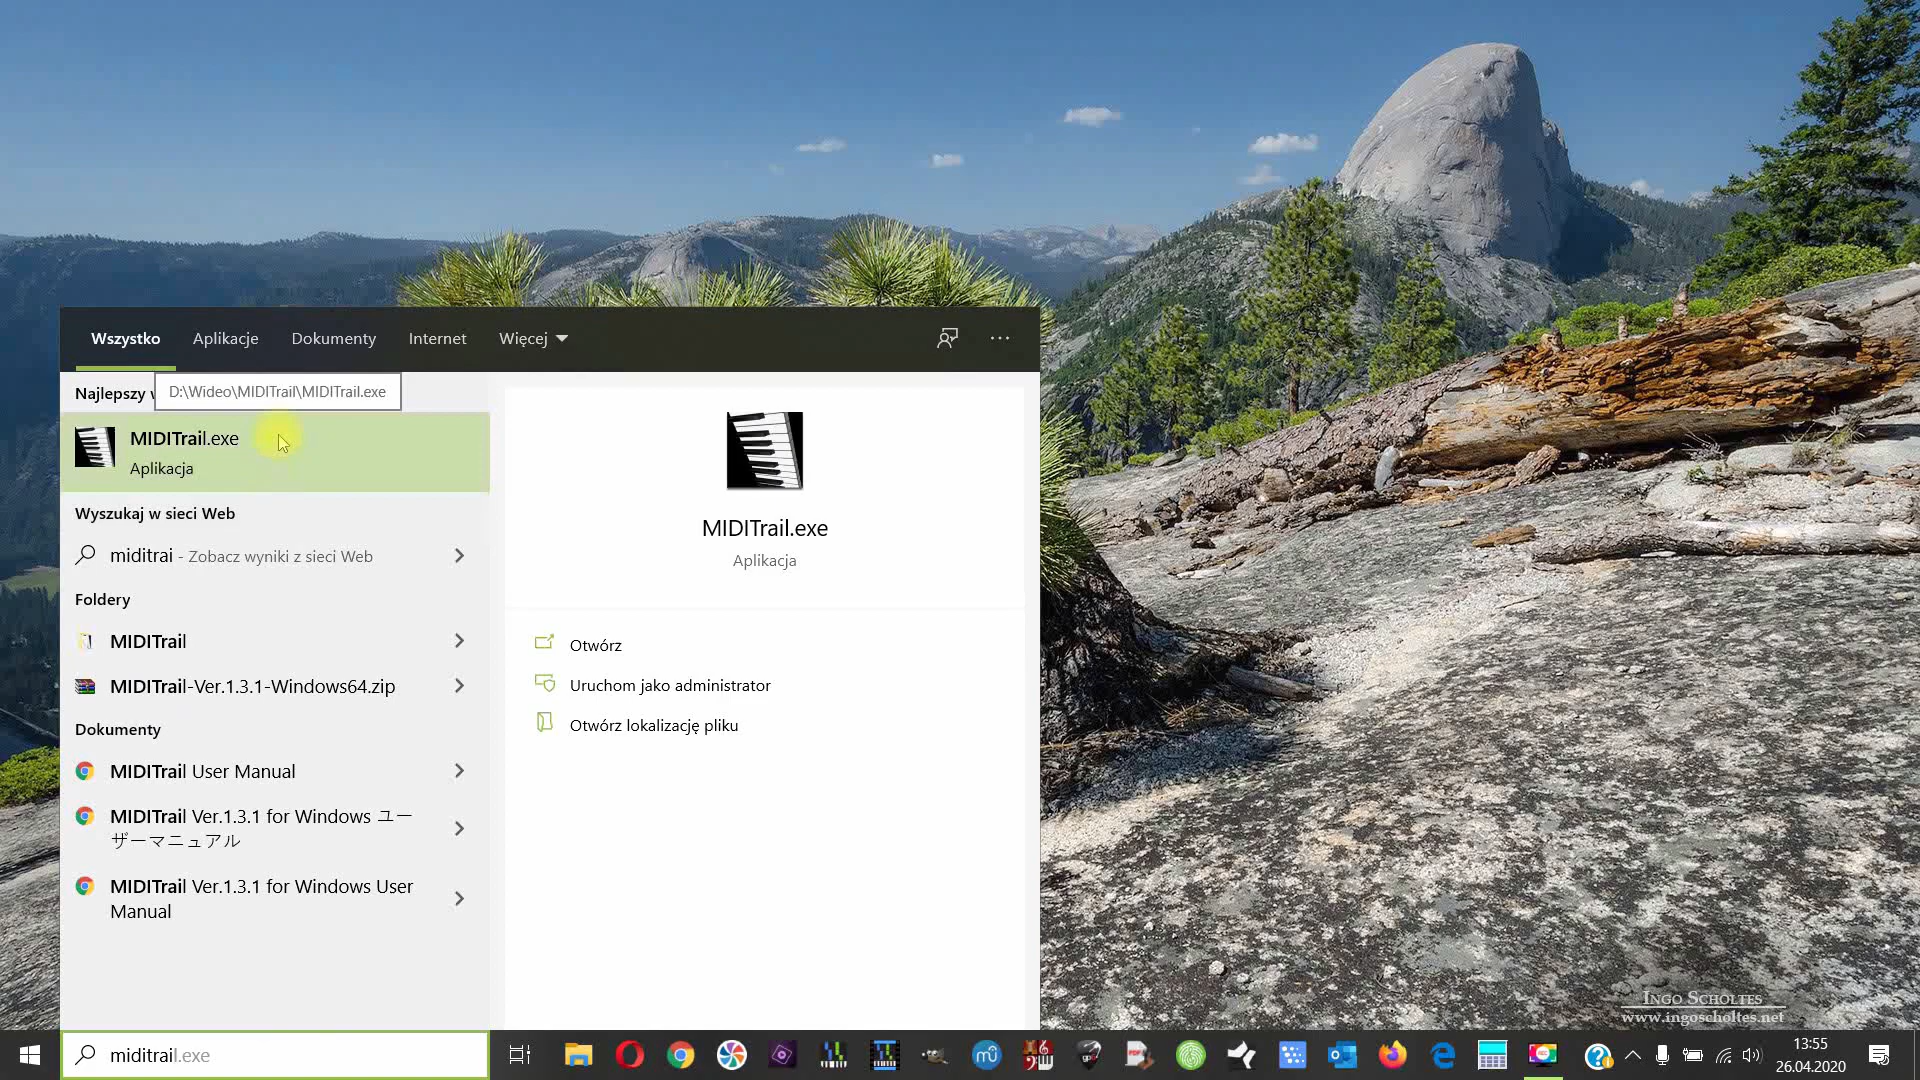 Wszystko Aplikacje Dokumenty Internet Więcej
Najlepszy w
D:\Wideo\MIDITrail\MIDITrail.exe
MIDITrail.exe
Aplikacja
Wyszukaj w sieci Web
miditrai - Zobacz wyniki z sieci Web
Foldery
MIDITrail
MIDITrail-Ver.1.3.1-Windows64.zip
Dokumenty
MIDITrail User Manual
MIDITrail Ver.1.3.1 for Windows ユー
ザーマニュアル
MIDITrail Ver.1.3.1 for Windows User
Manual
MIDITrail.exe
Aplikacja
Otwórz
Uruchom jako administrator
Otwórz lokalizację pliku
Ingo Scholtes
www.ingoscholtes.net
miditrail.exe
13:55
26.04.2020